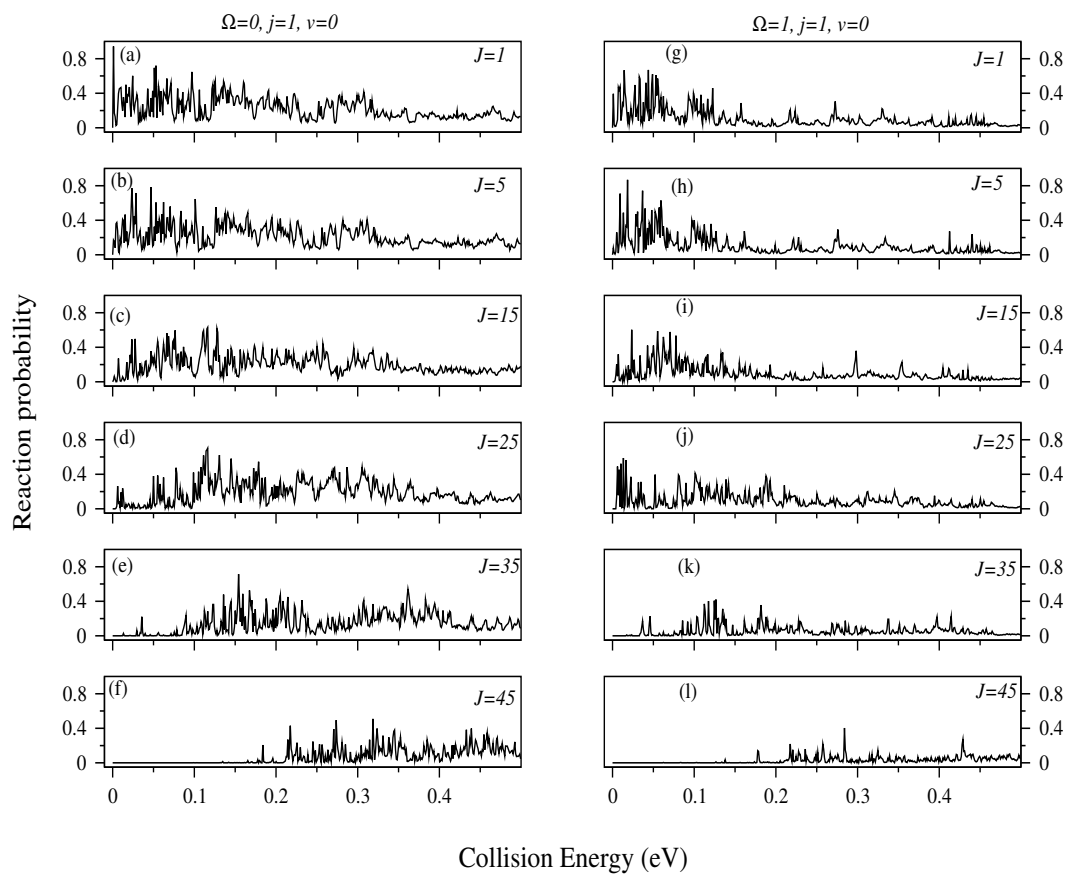 Ω=0, j=1, v=0
Ω=1, j=1, v=0
(a) J=1
0.8
0.4
0
(g) J=1
0.8
0.4
0
(b) J=5
0.8
0.4
0
(h) J=5
0.8
0.4
0
(c) J=15
0.8
0.4
0
(i) J=15
0.8
0.4
0
(d) J=25
0.8
0.4
0
(j) J=25
0.8
0.4
0
(e) J=35
0.8
0.4
0
(k) J=35
0.8
0.4
0
(f) J=45
0.8
0.4
0
(l) J=45
0.8
0.4
0
0 0.1 0.2 0.3 0.4
0 0.1 0.2 0.3 0.4
Reaction probability
Collision Energy (eV)